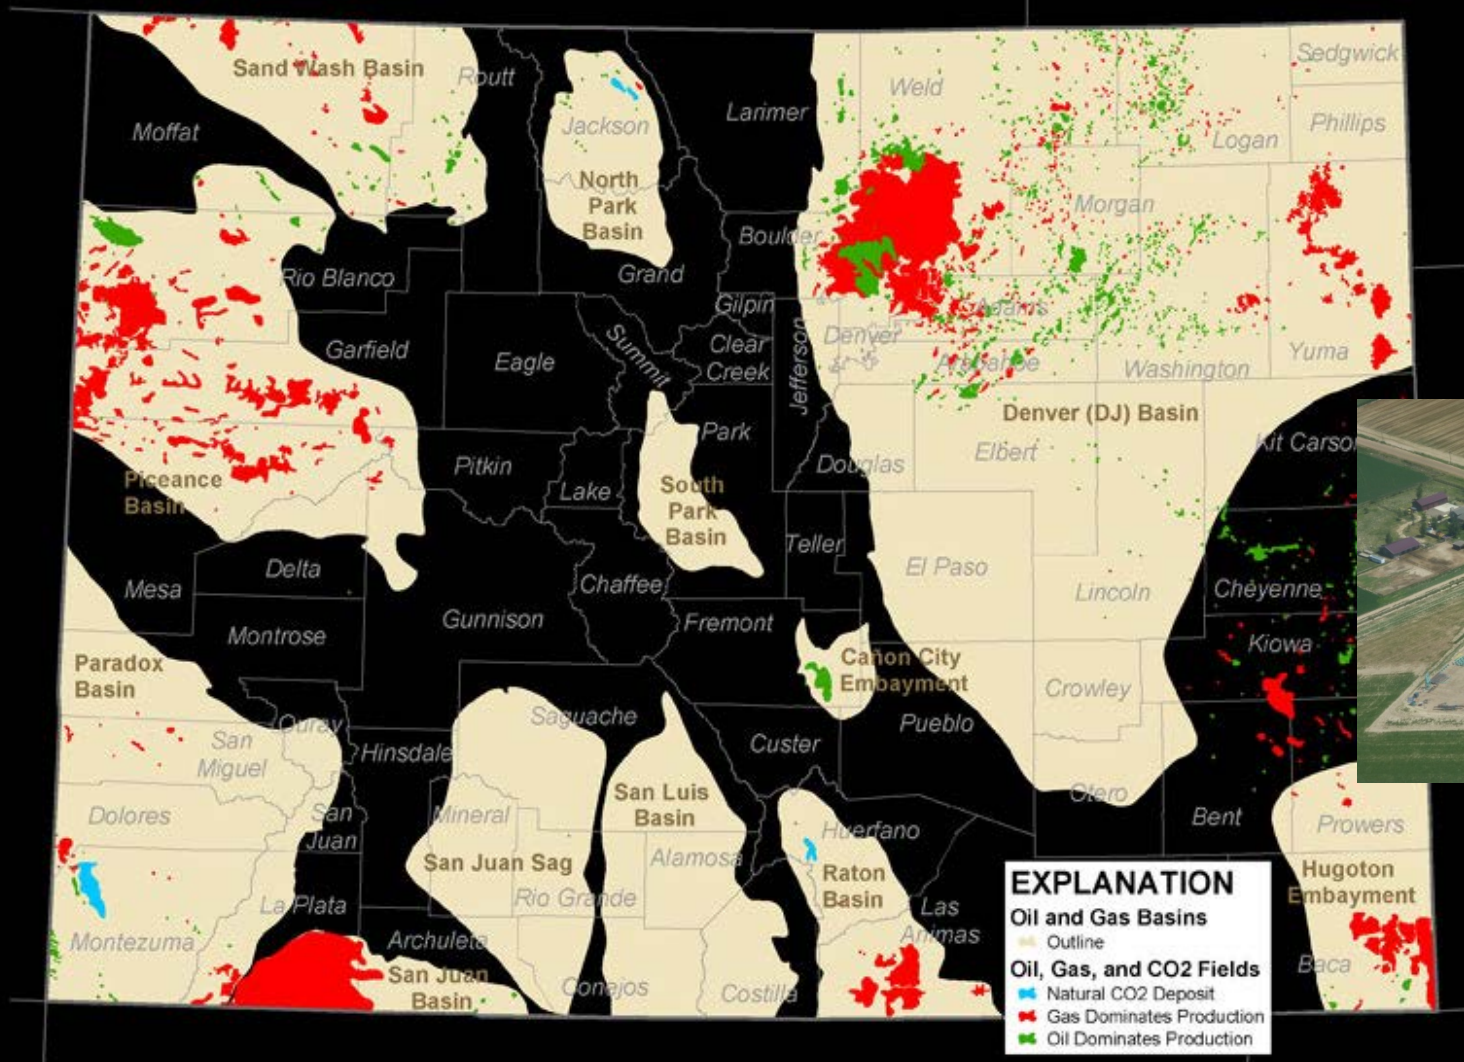 Sedgwick
Sand Wash Basin
Routt
Weld
Larimer
Phillips
Jackson
Moffat
Logan
North
Park
Basin
Morgan
Boulder
Rio Blanco
Grand
Gilpin
Adams
Denver
Jefferson
Clear
Creek
Summit
Garfield
Eagle
Arapahoe
Washington
Yuma
Denver (DJ) Basin
Park
Kit Carso
Elbert
Douglas
Pitkin
Lake
Piceance
Basin
South
Park
Basin
Teller
El Paso
Delta
Mesa
Chaffee
Lincoln
Cheyenne
Gunnison
Fremont
Montrose
Kiowa
Paradox
Basin
Cañon City
Embayment
Crowley
Saguache
Ouray
Pueblo
San
Miguel
Hinsdale
Custer
San Luis
Basin
Otero
Dolores
San
Juan
Mineral
Huerfano
Bent
Prowers
San Juan Sag
Alamosa
Raton
Basin
Hugoton
Embayment
Rio Grande
La Plata
Las
Animas
Montezuma
Archuleta
San Juan
Basin
Conejos
Costilla
Baca
EXPLANATION
Oil and Gas Basins
Outline
Oil, Gas, and CO2 Fields
Natural CO2 Deposit
Gas Dominates Production
Oil Dominates Production